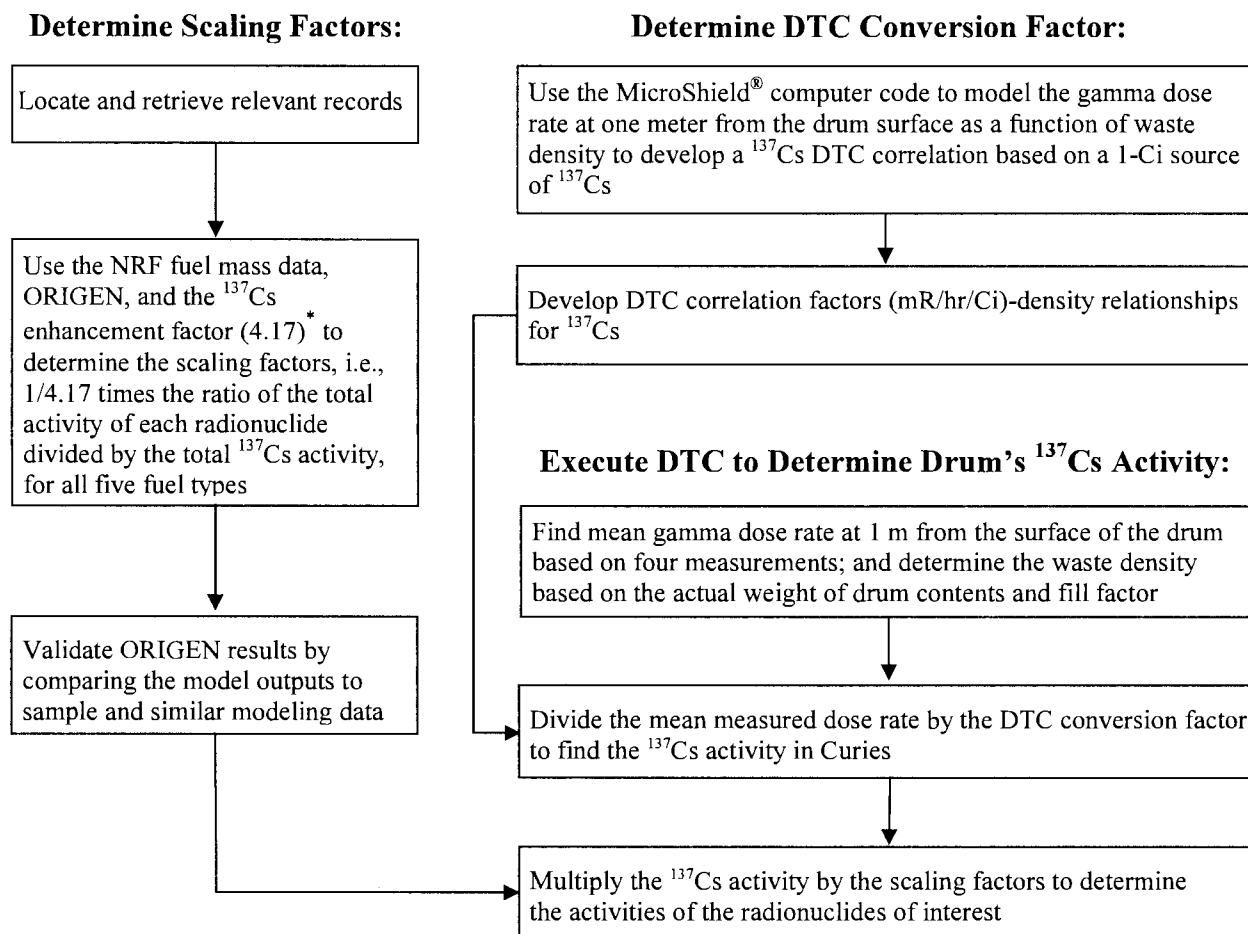 Determine Scaling Factors:
Locate and retrieve relevant records
Use the NRF fuel mass data,
ORIGEN, and the ¹³⁷Cs
enhancement factor (4.17)* to
determine the scaling factors, i.e.,
1/4.17 times the ratio of the total
activity of each radionuclide
divided by the total ¹³⁷Cs activity,
for all five fuel types
Validate ORIGEN results by
comparing the model outputs to
sample and similar modeling data
Determine DTC Conversion Factor:
Use the MicroShield® computer code to model the gamma dose
rate at one meter from the drum surface as a function of waste
density to develop a ¹³⁷Cs DTC correlation based on a 1-Ci source
of ¹³⁷Cs
Develop DTC correlation factors (mR/hr/Ci)-density relationships
for ¹³⁷Cs
Execute DTC to Determine Drum's ¹³⁷Cs Activity:
Find mean gamma dose rate at 1 m from the surface of the drum
based on four measurements; and determine the waste density
based on the actual weight of drum contents and fill factor
Divide the mean measured dose rate by the DTC conversion factor
to find the ¹³⁷Cs activity in Curies
Multiply the ¹³⁷Cs activity by the scaling factors to determine
the activities of the radionuclides of interest